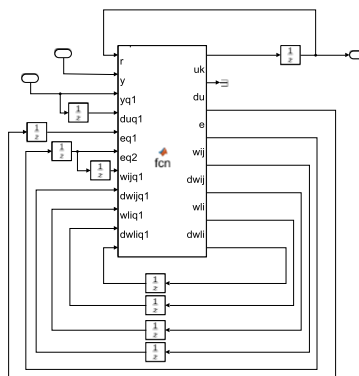 1/z
r
uk
y
yq1
du
1/z
duq1
e
1/z
eq1
1/z
eq2
wij
fcn
1/z
wijq1
dwij
dwijq1
wliq1
wli
dwliq1
dwli
1/z
1/z
1/z
1/z